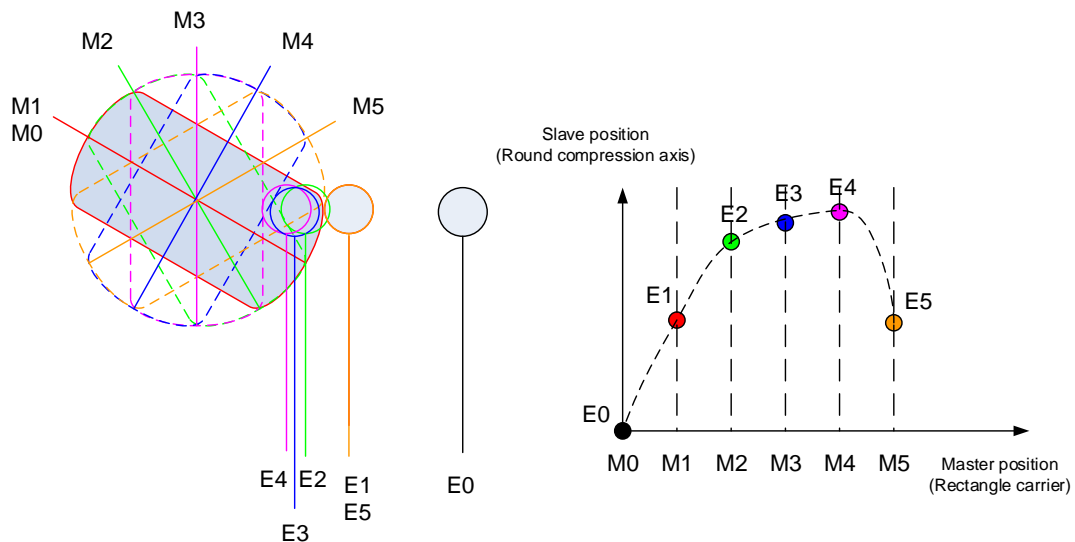 M3
M2
M4
M1
M0
M5
E4
E2
E1
E5
E0
E3
Slave position
(Round compression axis)
E0
E1
E2
E3
E4
E5
M0
M1
M2
M3
M4
M5
Master position
(Rectangle carrier)